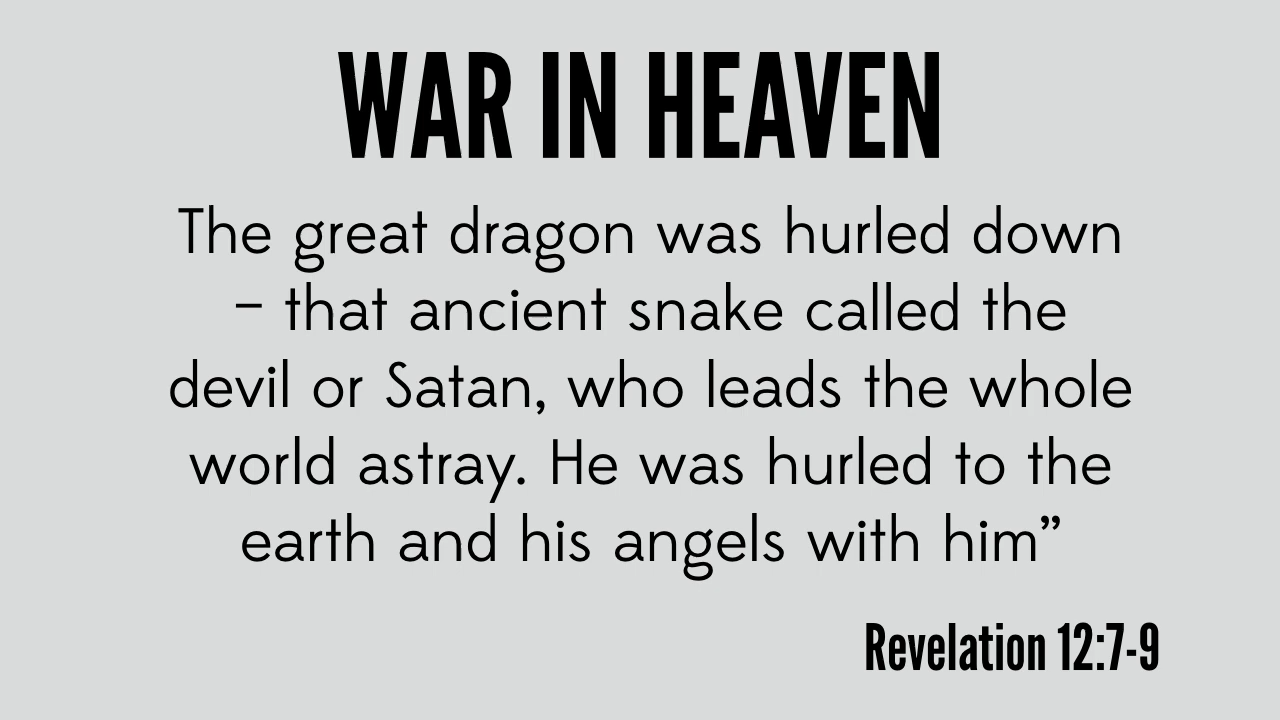 WAR IN HEAVEN
The great dragon was hurled down
– that ancient snake called the
devil or Satan, who leads the whole
world astray. He was hurled to the
earth and his angels with him”
Revelation 12:7-9